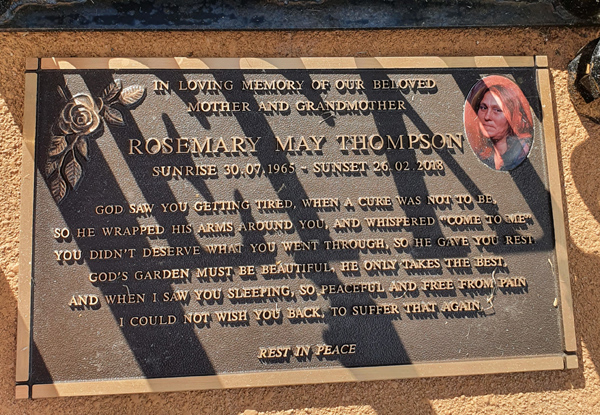 IN LOVING MEMORY OF OUR BELOVED
MOTHER AND GRANDMOTHER
ROSEMARY MAY THOMPSON
SUNRISE 30.07.1965 - SUNSET 26.02.2018
GOD SAW YOU GETTING TIRED, WHEN A CURE WAS NOT TO BE,
SO HE WRAPPED HIS ARMS AROUND YOU, AND WHISPERED "COME TO ME"
YOU DIDN'T DESERVE WHAT YOU WENT THROUGH, SO HE GAVE YOU REST.
GOD'S GARDEN MUST BE BEAUTIFUL, HE ONLY TAKES THE BEST,
AND WHEN I SAW YOU SLEEPING, SO PEACEFUL AND FREE FROM PAIN
I COULD NOT WISH YOU BACK, TO SUFFER THAT AGAIN.
REST IN PEACE